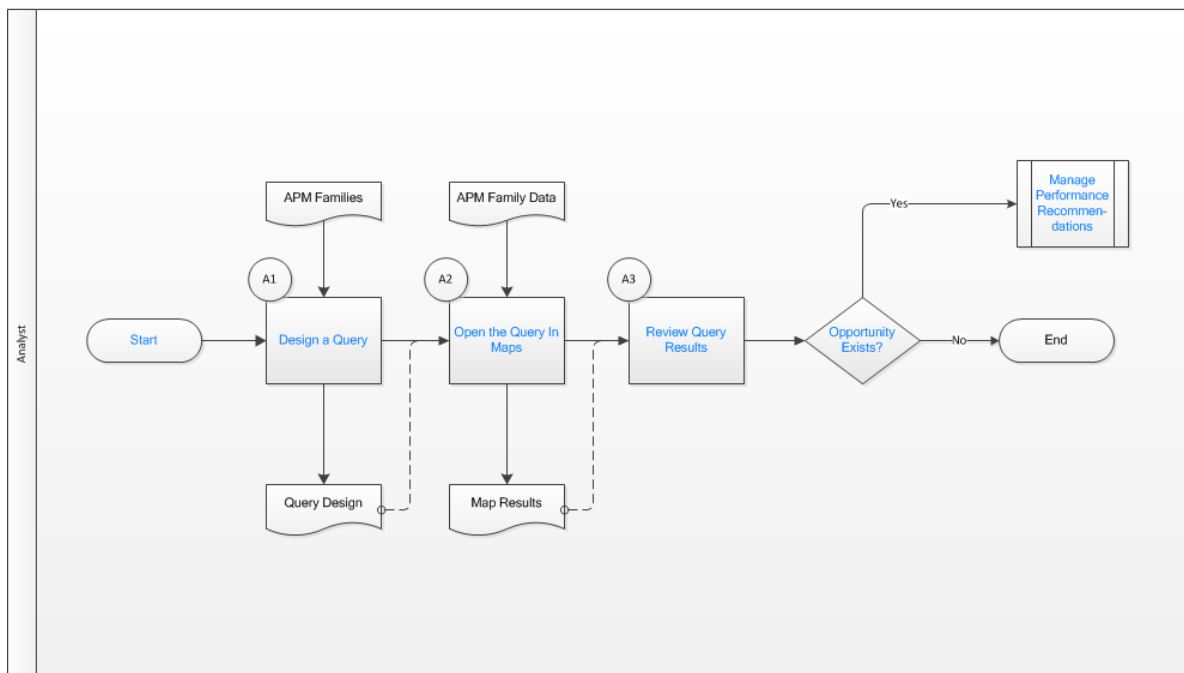 Analyst
APM Families
APM Family Data
Manage
Performance
Recommen-
dations
Yes
A1
A2
A3
Start
Design a Query
Open the Query In
Maps
Review Query
Results
Opportunity
Exists?
No
End
Query Design
Map Results